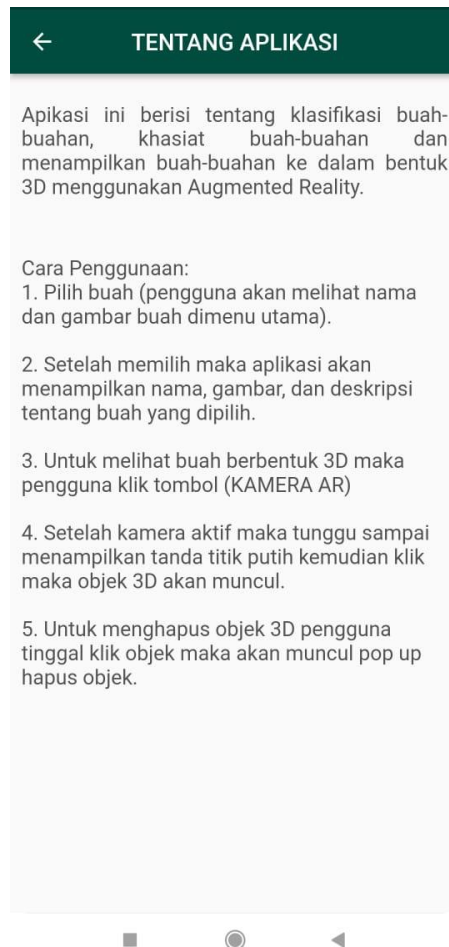 TENTANG APLIKASI
Apikasi ini berisi tentang klasifikasi buah-
buahan, khasiat buah-buahan dan
menampilkan buah-buahan ke dalam bentuk
3D menggunakan Augmented Reality.
Cara Penggunaan:
1. Pilih buah (pengguna akan melihat nama
dan gambar buah dimenu utama).
2. Setelah memilih maka aplikasi akan
menampilkan nama, gambar, dan deskripsi
tentang buah yang dipilih.
3. Untuk melihat buah berbentuk 3D maka
pengguna klik tombol (KAMERA AR)
4. Setelah kamera aktif maka tunggu sampai
menampilkan tanda titik putih kemudian klik
maka objek 3D akan muncul.
5. Untuk menghapus objek 3D pengguna
tinggal klik objek maka akan muncul pop up
hapus objek.